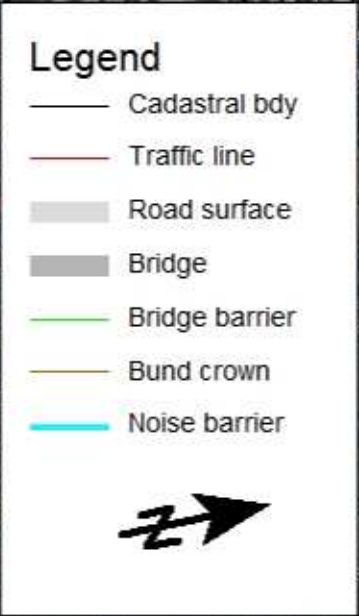 Legend
Cadastral bdy
Traffic line
Road surface
Bridge
Bridge barrier
Bund crown
Noise barrier
N